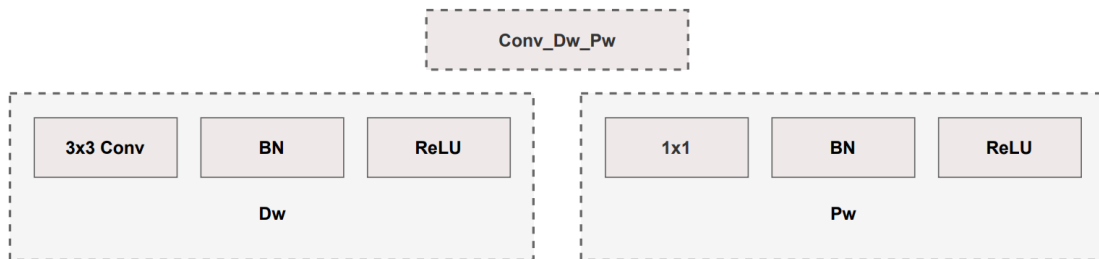 Conv_Dw_Pw
3x3 Conv BN ReLU
Dw
1x1 BN ReLU
Pw